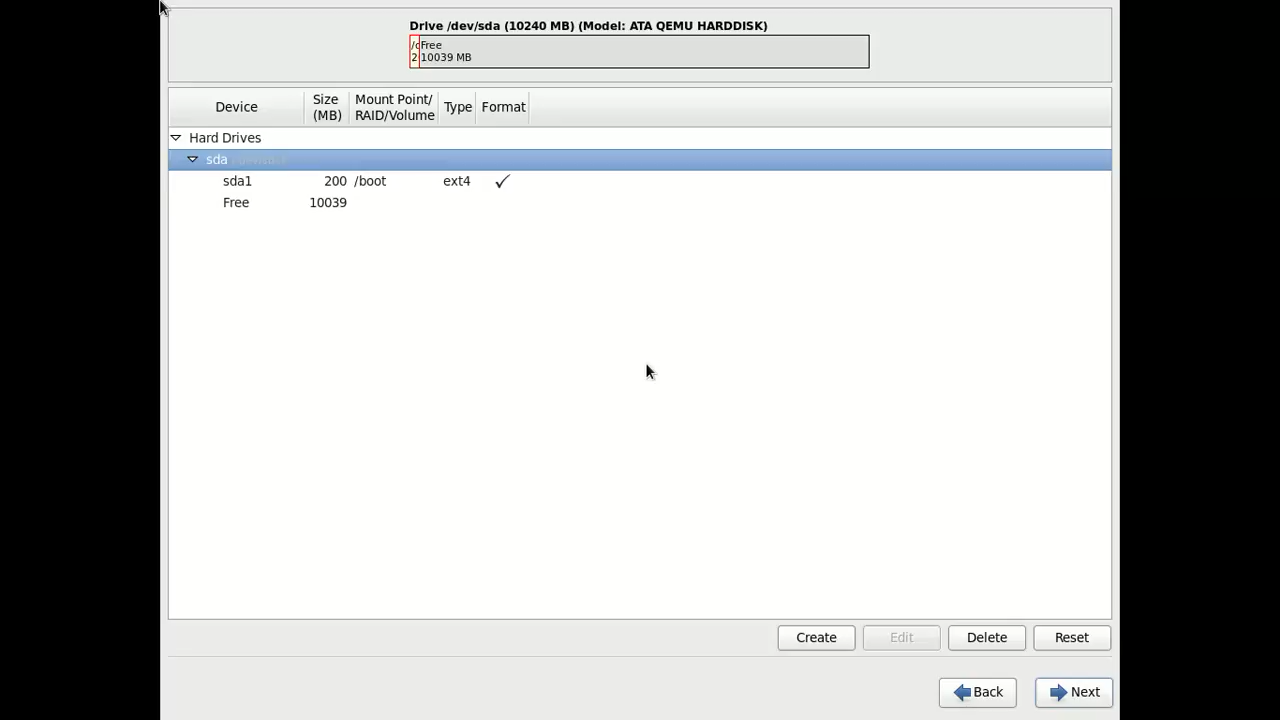 Drive /dev/sda (10240 MB) (Model: ATA QEMU HARDDISK)
Free
2 10039 MB
Device Size (MB) Mount Point/ RAID/Volume Type Format
Hard Drives
sda
sda1 200 /boot ext4
Free 10039
Create Edit Delete Reset
Back Next